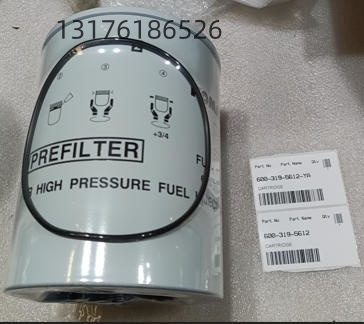 13176186526
③
④
+3/4
PREFILTER
HIGH PRESSURE FUEL
Part No Part Name Qty
600-319-5612-YA
CARTRIDGE
Part No Part Name Qty
600-319-5612
CARTRIDGE